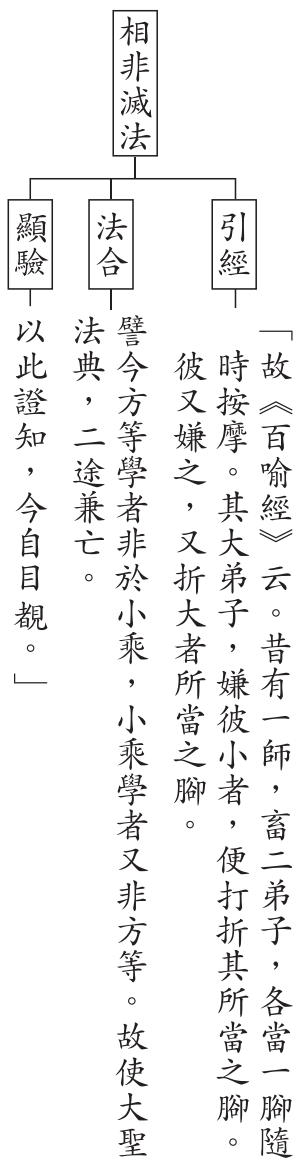 相非滅法
引經
「故《百喻經》云。昔有一師，畜二弟子，各當一腳隨
時按摩。其大弟子，嫌彼小者，便打折其所當之腳。
彼又嫌之，又折大者所當之腳。
法合
譬今方等學者非於小乘，小乘學者又非方等。故使大聖
法典，二途兼亡。
顯驗
以此證知，今自目覩。」